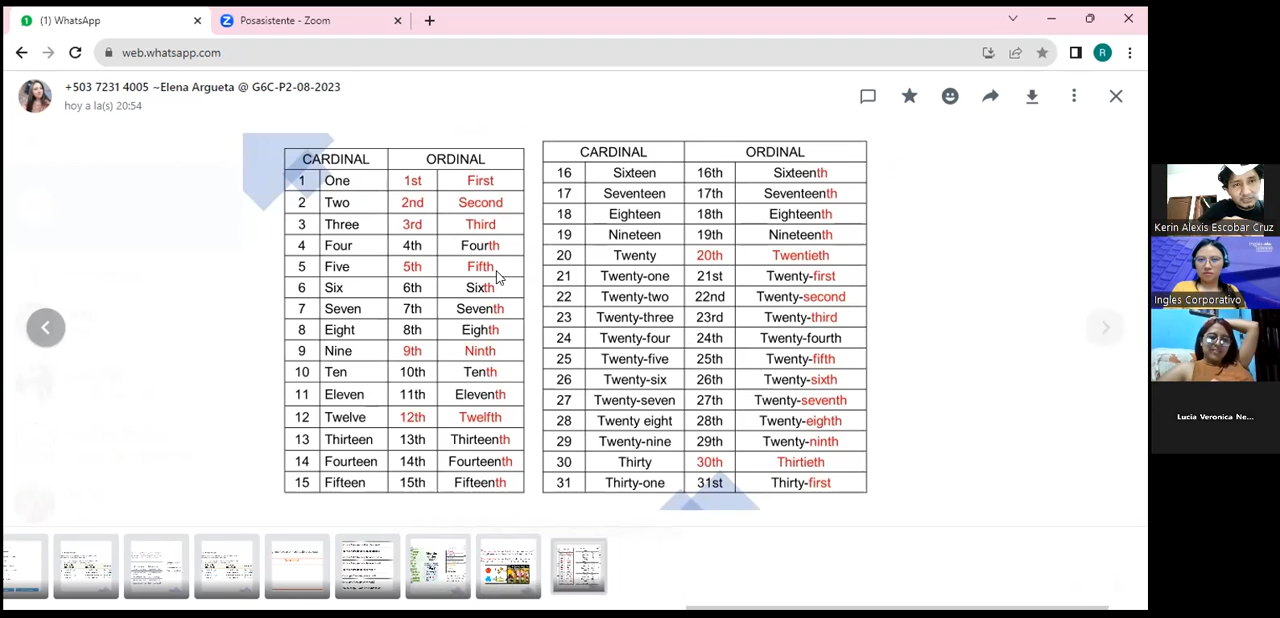 (1) WhatsApp
Posasistente - Zoom
web.whatsapp.com
R
+503 7231 4005 ~Elena Argueta @ G6C-P2-08-2023
hoy a la(s) 20:54
CARDINAL ORDINAL
1 One 1st First
2 Two 2nd Second
3 Three 3rd Third
4 Four 4th Fourth
5 Five 5th Fifth
6 Six 6th Sixth
7 Seven 7th Seventh
8 Eight 8th Eighth
9 Nine 9th Ninth
10 Ten 10th Tenth
11 Eleven 11th Eleventh
12 Twelve 12th Twelfth
13 Thirteen 13th Thirteenth
14 Fourteen 14th Fourteenth
15 Fifteen 15th Fifteenth
CARDINAL ORDINAL
16 Sixteen 16th Sixteenth
17 Seventeen 17th Seventeenth
18 Eighteen 18th Eighteenth
19 Nineteen 19th Nineteenth
20 Twenty 20th Twentieth
21 Twenty-one 21st Twenty-first
22 Twenty-two 22nd Twenty-second
23 Twenty-three 23rd Twenty-third
24 Twenty-four 24th Twenty-fourth
25 Twenty-five 25th Twenty-fifth
26 Twenty-six 26th Twenty-sixth
27 Twenty-seven 27th Twenty-seventh
28 Twenty eight 28th Twenty-eighth
29 Twenty-nine 29th Twenty-ninth
30 Thirty 30th Thirtieth
31 Thirty-one 31st Thirty-first
Kerin Alexis Escobar Cruz
Ingles Corporativo
Lucia Veronica Ne...